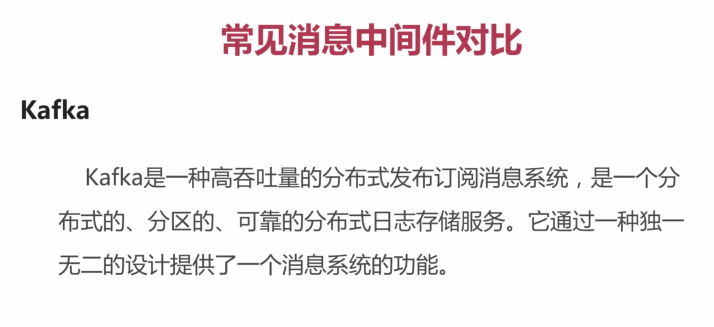 常见消息中间件对比
Kafka
Kafka是一种高吞吐量的分布式发布订阅消息系统，是一个分
布式的、分区的、可靠的分布式日志存储服务。它通过一种独一
无二的设计提供了一个消息系统的功能。